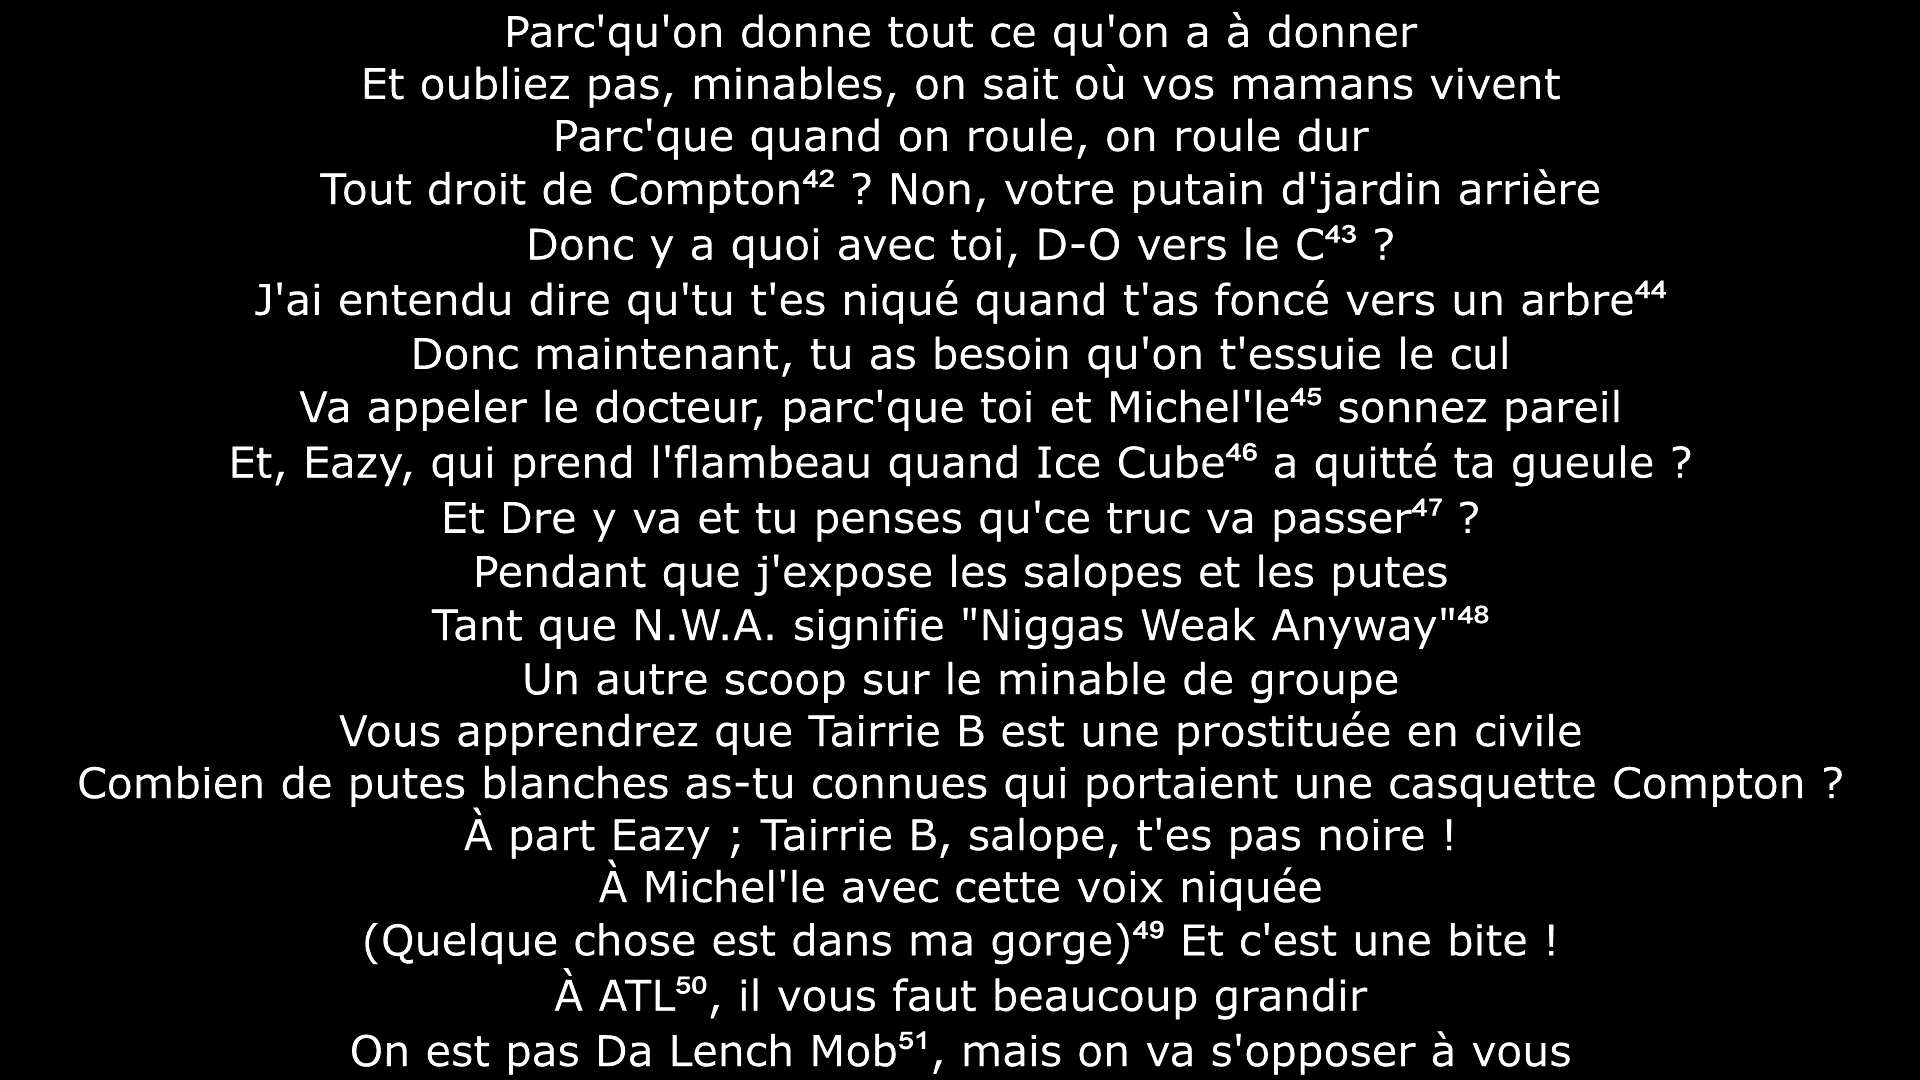 Parc'qu'on donne tout ce qu'on a à donner
Et oubliez pas, minables, on sait où vos mamans vivent
Parc'que quand on roule, on roule dur
Tout droit de Compton⁴² ? Non, votre putain d'jardin arrière
Donc y a quoi avec toi, D-O vers le C⁴³ ?
J'ai entendu dire qu'tu t'es niqué quand t'as foncé vers un arbre⁴⁴
Donc maintenant, tu as besoin qu'on t'essuie le cul
Va appeler le docteur, parc'que toi et Michel'le⁴⁵ sonnez pareil
Et, Eazy, qui prend l'flambeau quand Ice Cube⁴⁶ a quitté ta gueule ?
Et Dre y va et tu penses qu'ce truc va passer⁴⁷ ?
Pendant que j'expose les salopes et les putes
Tant que N.W.A. signifie "Niggas Weak Anyway"⁴⁸
Un autre scoop sur le minable de groupe
Vous apprendrez que Tairrie B est une prostituée en civile
Combien de putes blanches as-tu connues qui portaient une casquette Compton ?
À part Eazy ; Tairrie B, salope, t'es pas noire !
À Michel'le avec cette voix niquée
(Quelque chose est dans ma gorge)⁴⁹ Et c'est une bite !
À ATL⁵⁰, il vous faut beaucoup grandir
On est pas Da Lench Mob⁵¹, mais on va s'opposer à vous